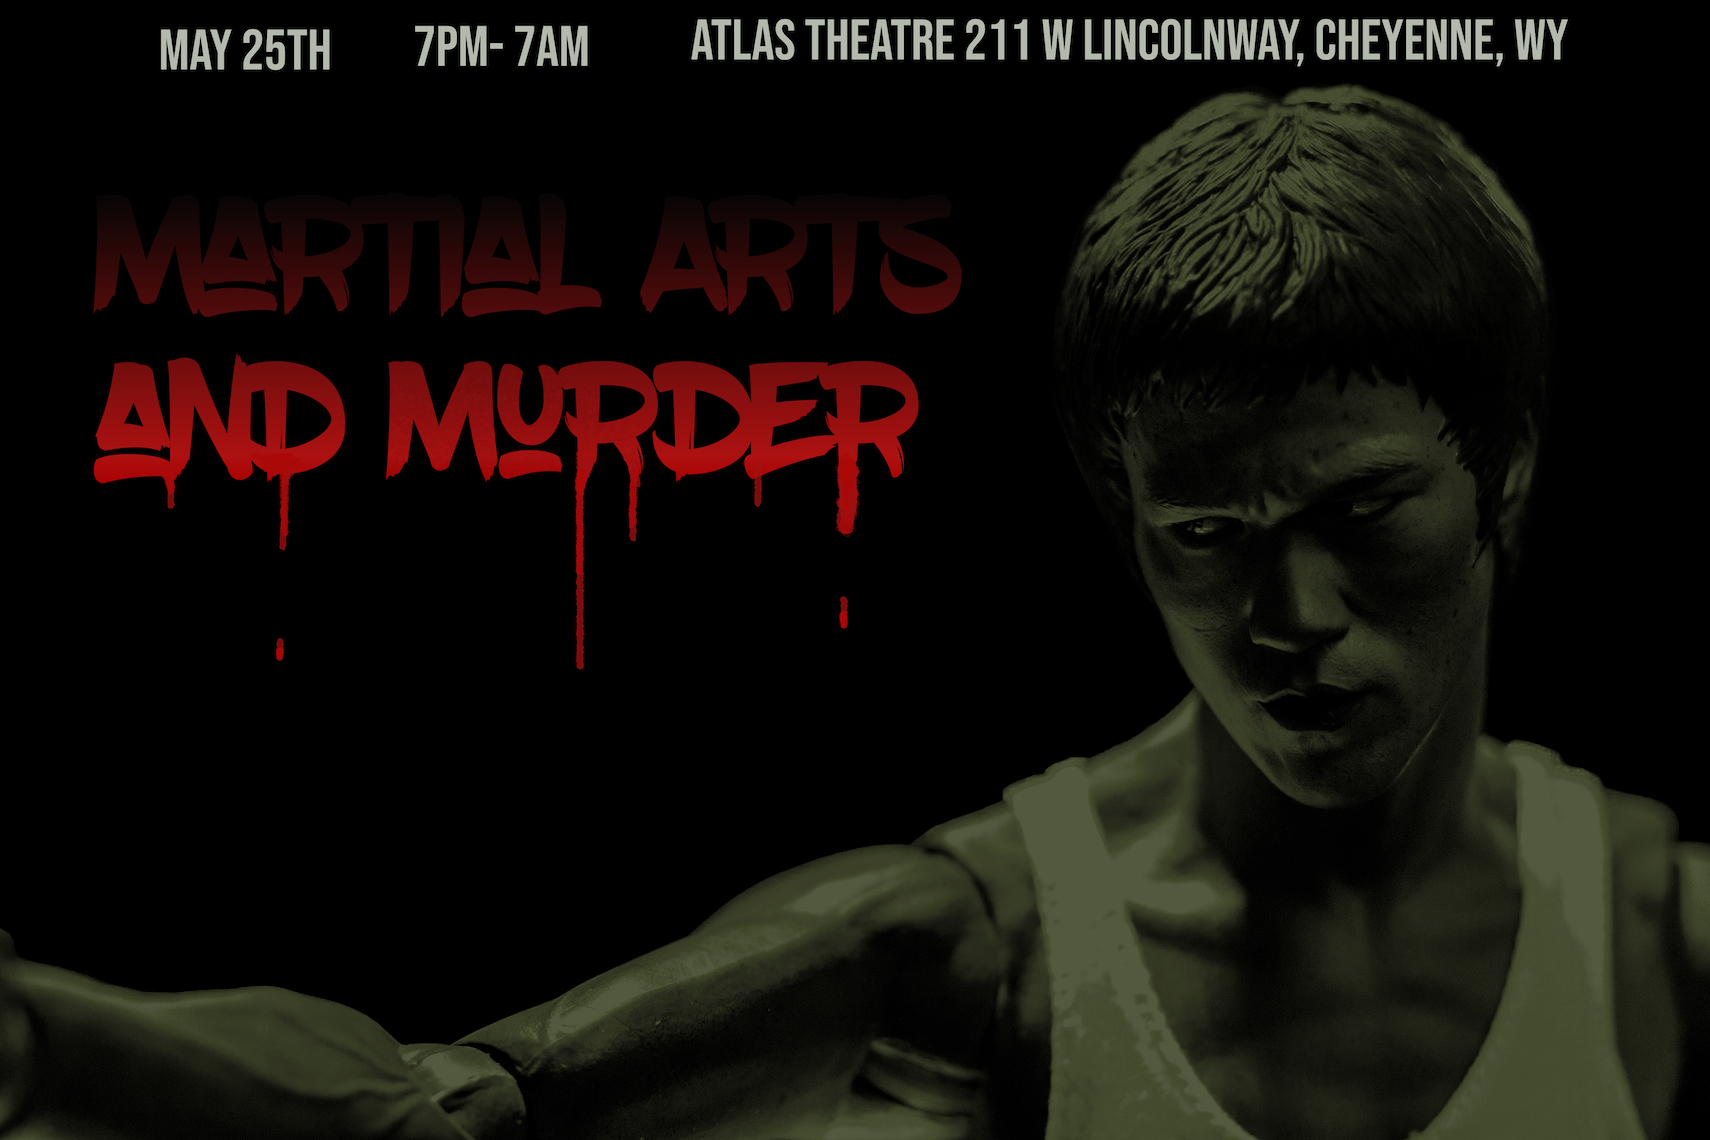 MAY 25TH
7PM- 7AM
ATLAS THEATRE 211 W LINCOLNWAY, CHEYENNE, WY
MARTIAL ARTS
AND MURDER